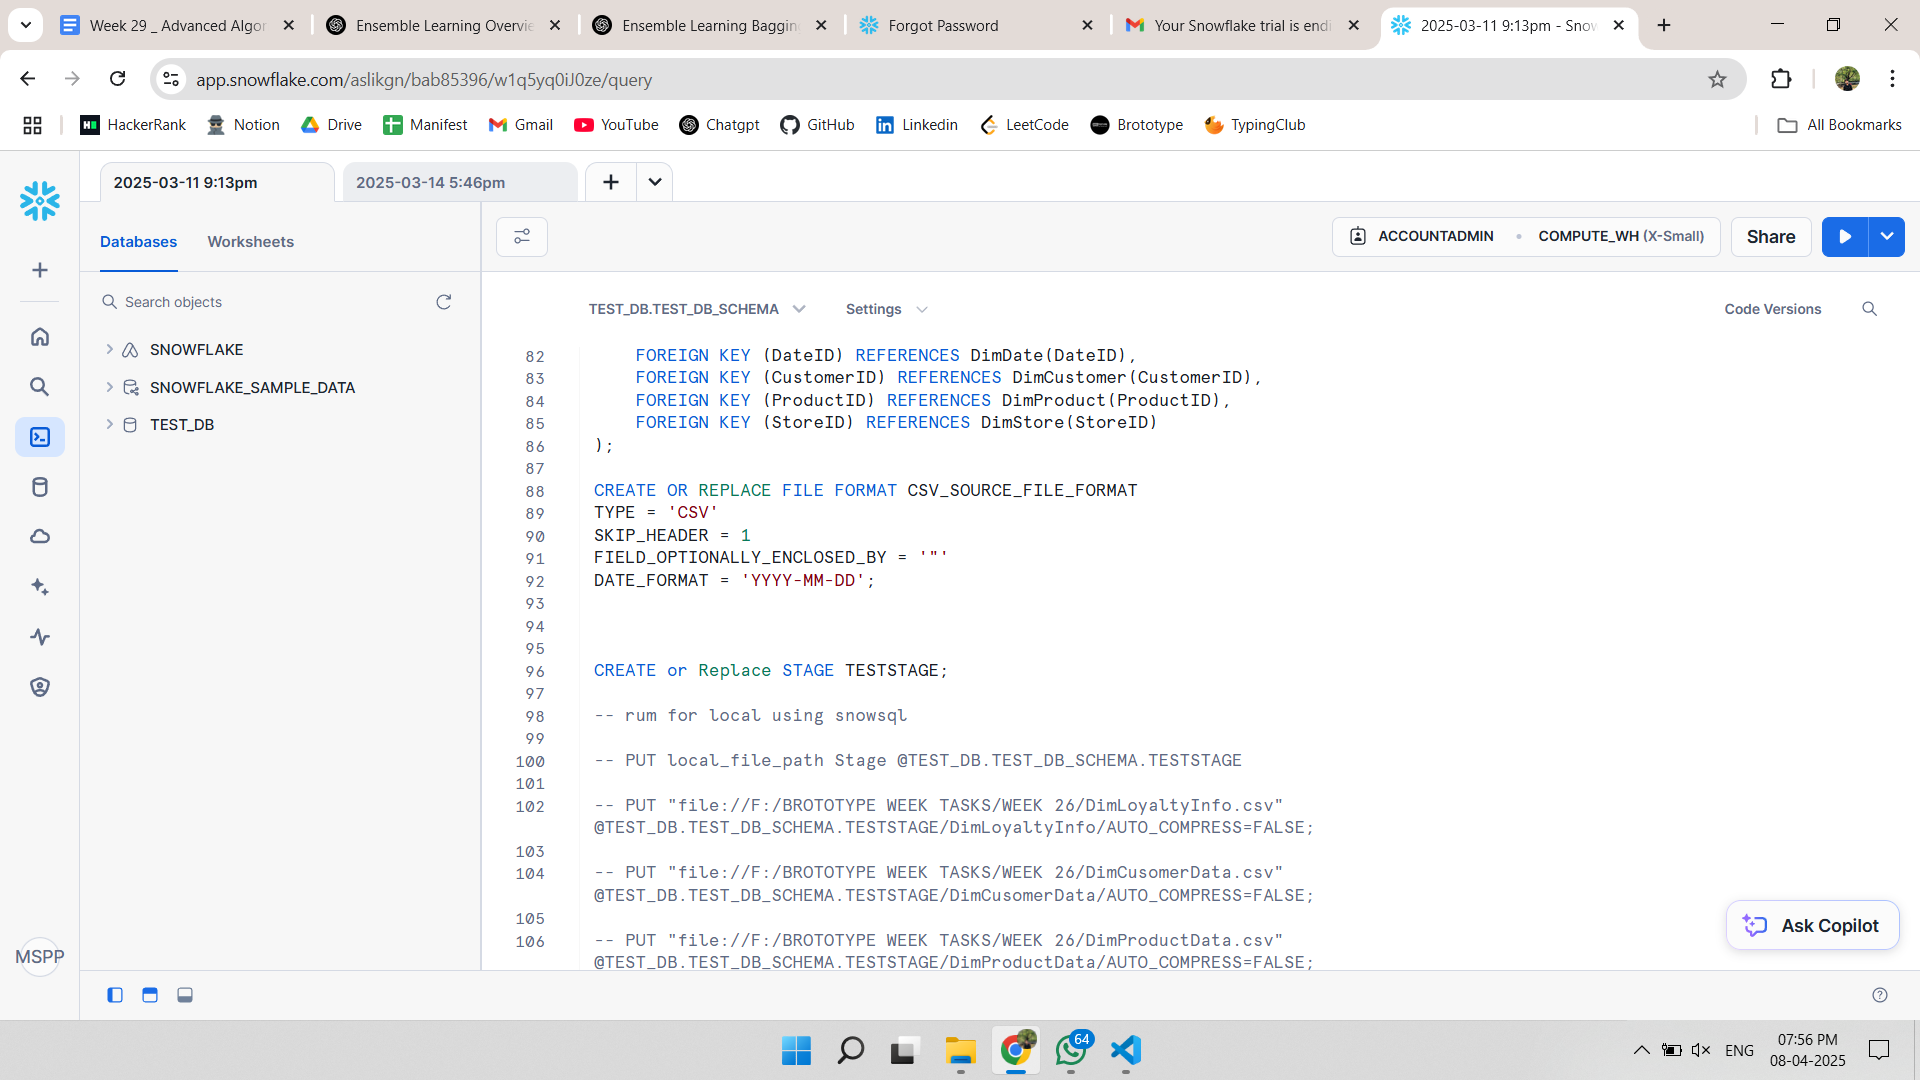 Week 29 _ Advanced Algor
Ensemble Learning Overvie
Ensemble Learning Bagging
Forgot Password
Your Snowflake trial is endi
2025-03-11 9:13pm - Snow
app.snowflake.com/aslikgn/bab85396/w1q5yq0iJ0ze/query
HackerRank
Notion
Drive
Manifest
Gmail
YouTube
Chatgpt
GitHub
Linkedin
LeetCode
Brototype
TypingClub
All Bookmarks
2025-03-11 9:13pm
2025-03-14 5:46pm
Databases
Worksheets
ACCOUNTADMIN
COMPUTE_WH (X-Small)
Share
Search objects
SNOWFLAKE
SNOWFLAKE_SAMPLE_DATA
TEST_DB
TEST_DB.TEST_DB_SCHEMA
Settings
Code Versions
82 FOREIGN KEY (DateID) REFERENCES DimDate(DateID),
83 FOREIGN KEY (CustomerID) REFERENCES DimCustomer(CustomerID),
84 FOREIGN KEY (ProductID) REFERENCES DimProduct(ProductID),
85 FOREIGN KEY (StoreID) REFERENCES DimStore(StoreID)
86 );
87
88 CREATE OR REPLACE FILE FORMAT CSV_SOURCE_FILE_FORMAT
89 TYPE = 'CSV'
90 SKIP_HEADER = 1
91 FIELD_OPTIONALLY_ENCLOSED_BY = '"'
92 DATE_FORMAT = 'YYYY-MM-DD';
93
94
95
96 CREATE or Replace STAGE TESTSTAGE;
97
98 -- rum for local using snowsql
99
100 -- PUT local_file_path Stage @TEST_DB.TEST_DB_SCHEMA.TESTSTAGE
101
102 -- PUT "file://F:/BROTOTYPE WEEK TASKS/WEEK 26/DimLoyaltyInfo.csv"
@TEST_DB.TEST_DB_SCHEMA.TESTSTAGE/DimLoyaltyInfo/AUTO_COMPRESS=FALSE;
103
104 -- PUT "file://F:/BROTOTYPE WEEK TASKS/WEEK 26/DimCusomerData.csv"
@TEST_DB.TEST_DB_SCHEMA.TESTSTAGE/DimCusomerData/AUTO_COMPRESS=FALSE;
105
106 -- PUT "file://F:/BROTOTYPE WEEK TASKS/WEEK 26/DimProductData.csv"
@TEST_DB.TEST_DB_SCHEMA.TESTSTAGE/DimProductData/AUTO_COMPRESS=FALSE;
Ask Copilot
MSPP
64
ENG
07:56 PM
08-04-2025